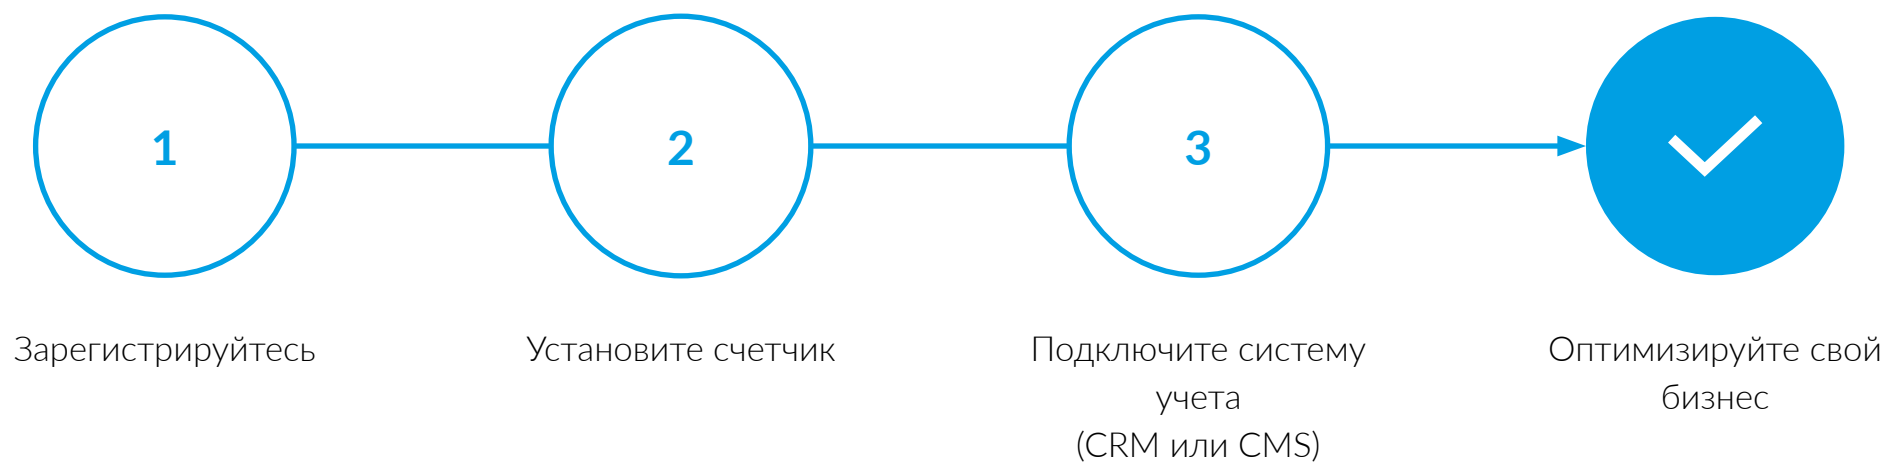 1
2
3
Зарегистрируйтесь
Установите счетчик
Подключите систему
учета
(CRM или CMS)
Оптимизируйте свой
бизнес